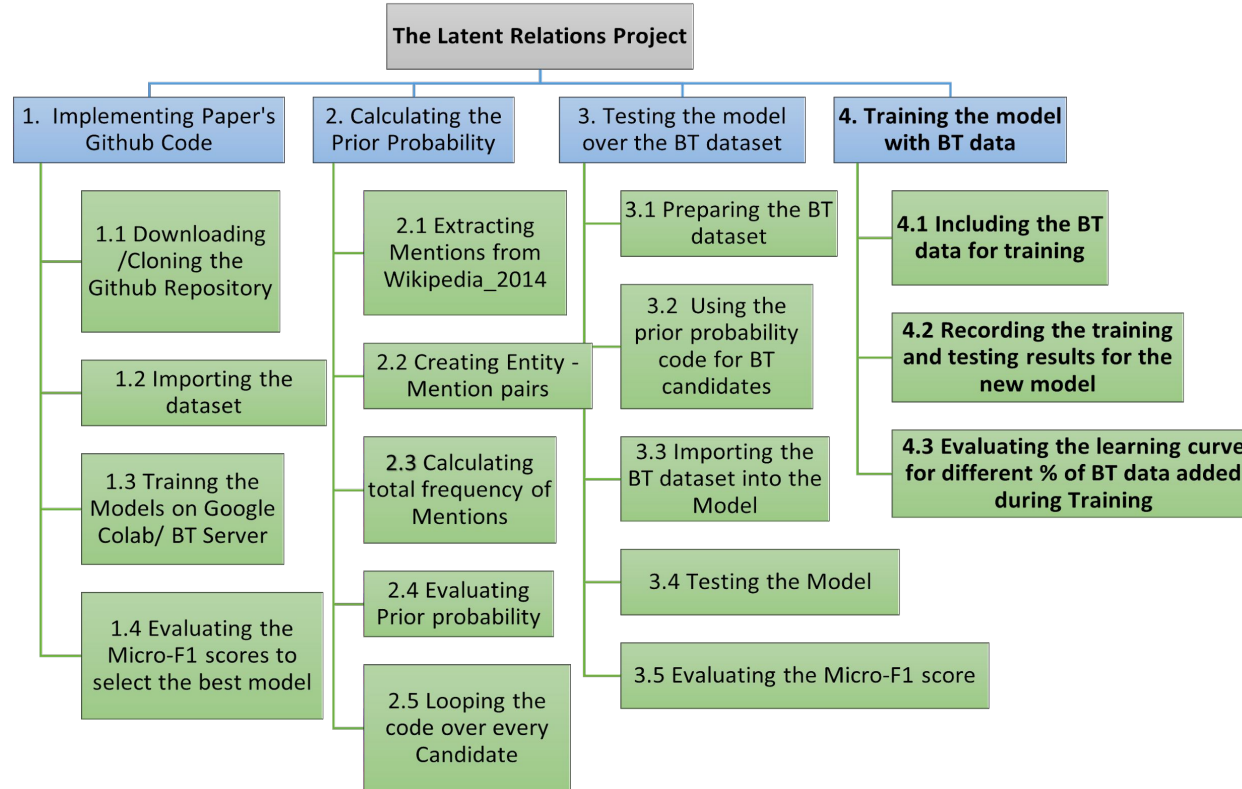 The Latent Relations Project
1.  Implementing Paper's
Github Code
1.1 Downloading
/Cloning the
Github Repository
1.2 Importing the
dataset
1.3 Trainng the
Models on Google
Colab/ BT Server
1.4 Evaluating the
Micro-F1 scores to
select the best model
2. Calculating the
Prior Probability
2.1 Extracting
Mentions from
Wikipedia_2014
2.2 Creating Entity -
Mention pairs
2.3 Calculating
total frequency of
Mentions
2.4 Evaluating
Prior probability
2.5 Looping the
code over every
Candidate
3. Testing the model
over the BT dataset
3.1 Preparing the BT
dataset
3.2  Using the
prior probability
code for BT
candidates
3.3 Importing the
BT dataset into the
Model
3.4 Testing the Model
3.5 Evaluating the Micro-F1 score
4. Training the model
with BT data
4.1 Including the BT
data for training
4.2 Recording the training
and testing results for the
new model
4.3 Evaluating the learning curve
for different % of BT data added
during Training